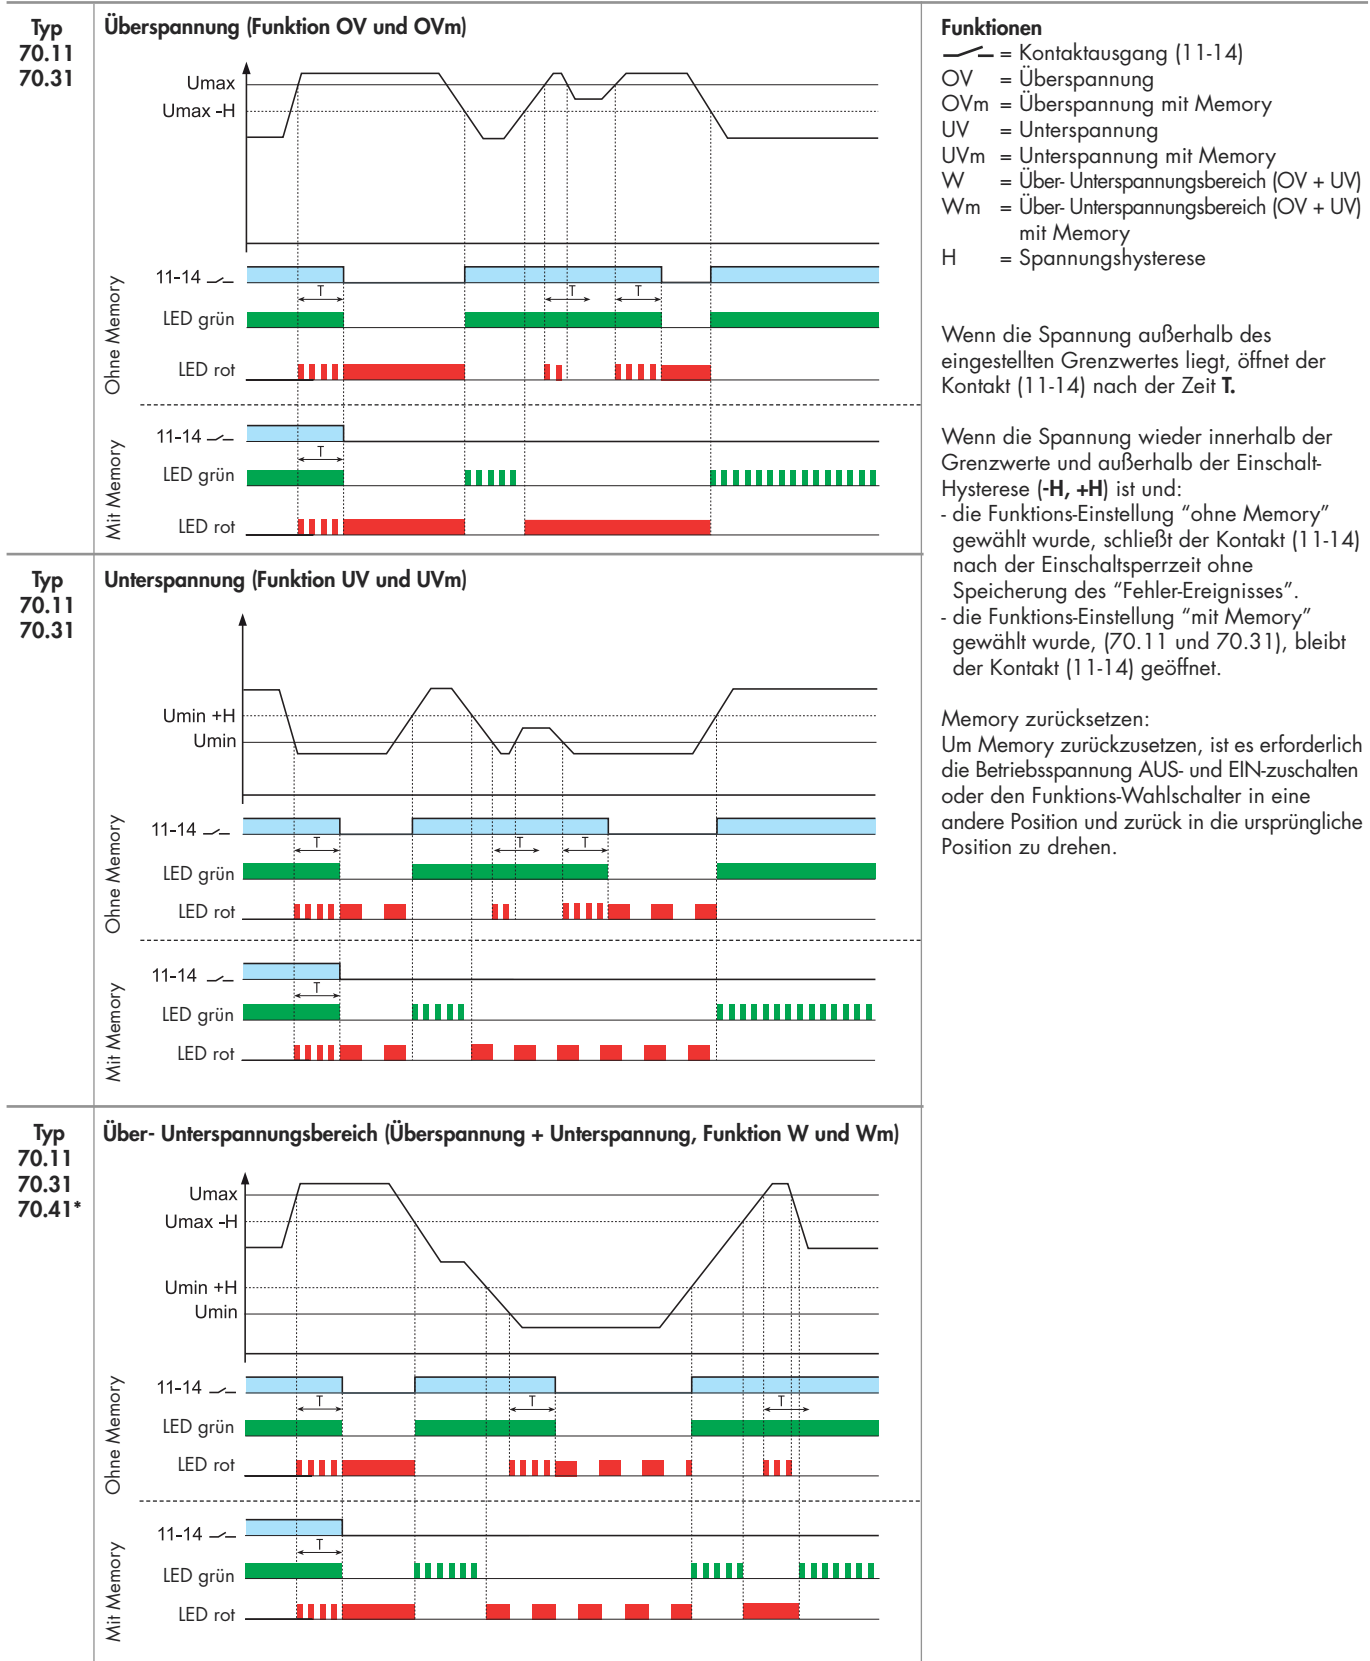 Typ
70.11
70.31
Überspannung (Funktion OV und OVm)
Umax
Umax -H
Ohne Memory
11-14
T
T
T
LED grün
LED rot
Mit Memory
11-14
T
LED grün
LED rot
Typ
70.11
70.31
Unterspannung (Funktion UV und UVm)
Umin +H
Umin
Ohne Memory
11-14
T
T
T
LED grün
LED rot
Mit Memory
11-14
T
LED grün
LED rot
Typ
70.11
70.31
70.41*
Über- Unterspannungsbereich (Überspannung + Unterspannung, Funktion W und Wm)
Umax
Umax -H
Umin +H
Umin
Ohne Memory
11-14
T
T
T
LED grün
LED rot
Mit Memory
11-14
T
LED grün
LED rot
Funktionen
= Kontaktausgang (11-14)
OV = Überspannung
OVm = Überspannung mit Memory
UV = Unterspannung
UVm = Unterspannung mit Memory
W = Über- Unterspannungsbereich (OV + UV)
Wm = Über- Unterspannungsbereich (OV + UV)
mit Memory
H = Spannungshysterese
Wenn die Spannung außerhalb des
eingestellten Grenzwertes liegt, öffnet der
Kontakt (11-14) nach der Zeit T.
Wenn die Spannung wieder innerhalb der
Grenzwerte und außerhalb der Einschalt-
Hysterese (-H, +H) ist und:
- die Funktions-Einstellung “ohne Memory”
gewählt wurde, schließt der Kontakt (11-14)
nach der Einschaltsperrzeit ohne
Speicherung des “Fehler-Ereignisses”.
- die Funktions-Einstellung “mit Memory”
gewählt wurde, (70.11 und 70.31), bleibt
der Kontakt (11-14) geöffnet.
Memory zurücksetzen:
Um Memory zurückzusetzen, ist es erforderlich
die Betriebsspannung AUS- und EIN-zuschalten
oder den Funktions-Wahlschalter in eine
andere Position und zurück in die ursprüngliche
Position zu drehen.